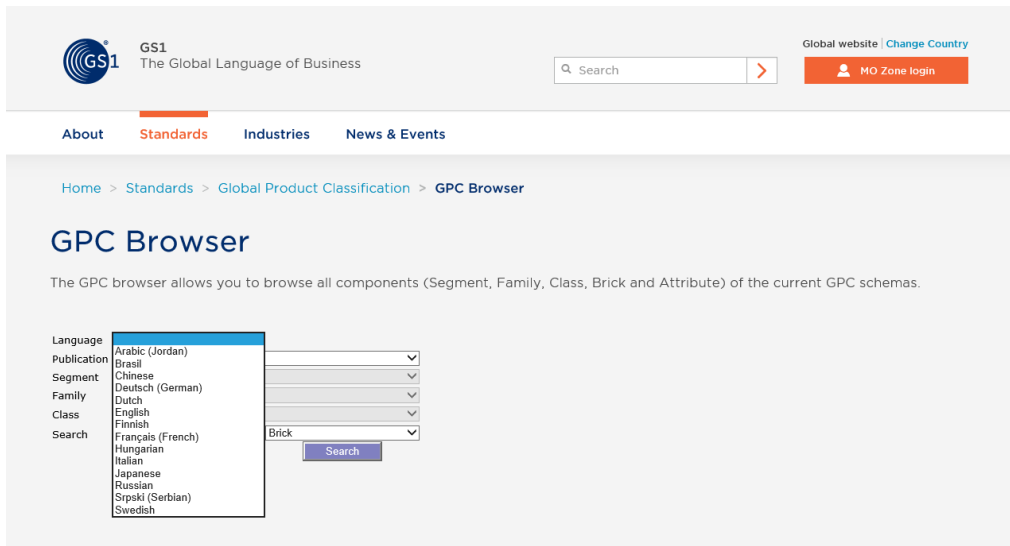 GS1
GS1
The Global Language of Business
Global website | Change Country
Search
MO Zone login
About
Standards
Industries
News & Events
Home > Standards > Global Product Classification > GPC Browser
GPC Browser
The GPC browser allows you to browse all components (Segment, Family, Class, Brick and Attribute) of the current GPC schemas.
Language
Publication
Segment
Family
Class
Search
Arabic (Jordan)
Brasil
Chinese
Deutsch (German)
Dutch
English
Finnish
Français (French)
Hungarian
Italian
Japanese
Russian
Srpski (Serbian)
Swedish
Brick
Search